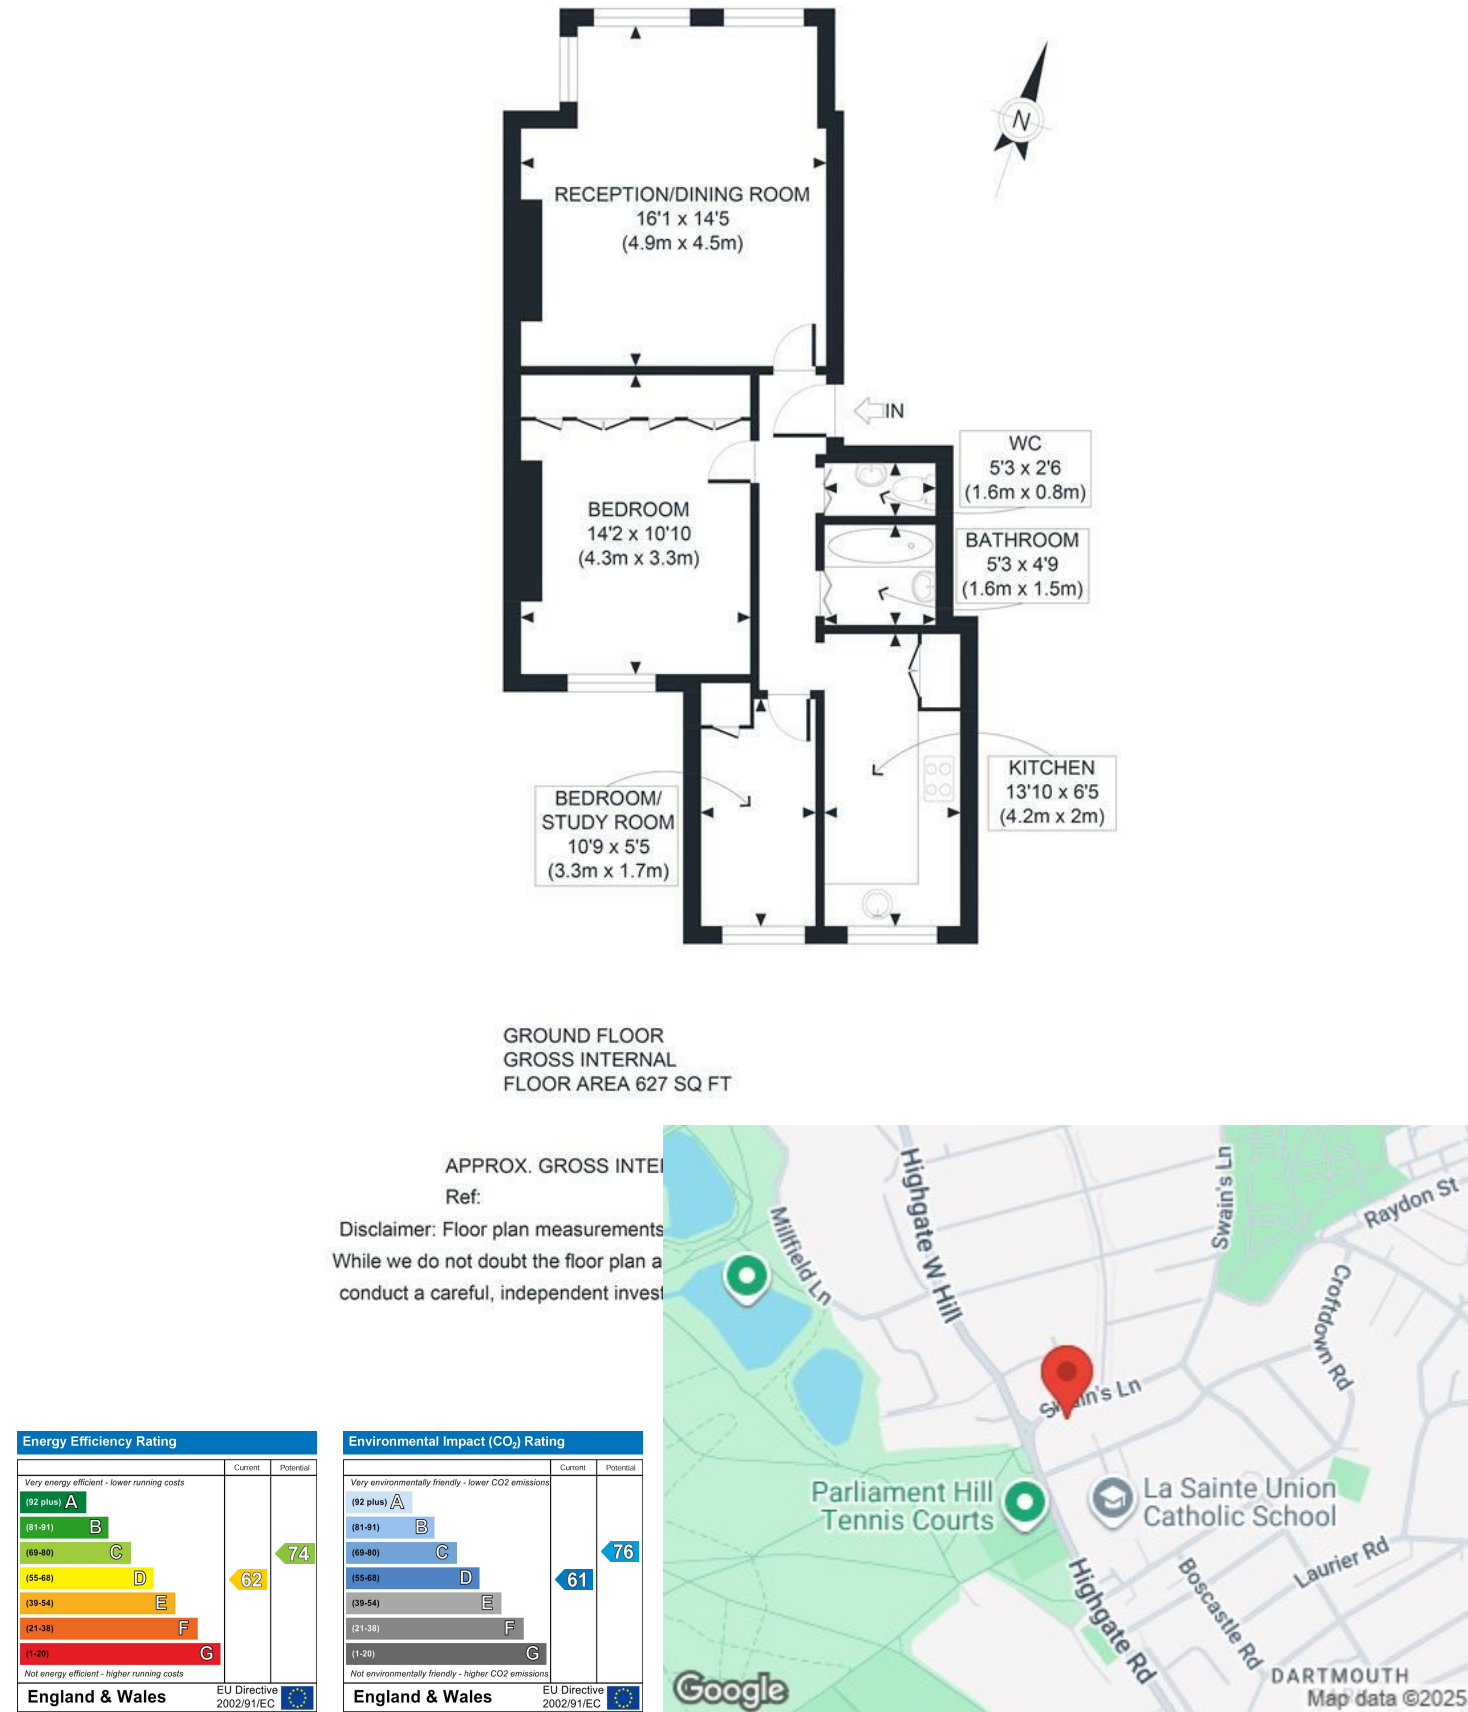 N
RECEPTION/DINING ROOM
16'1 x 14'5
(4.9m x 4.5m)
IN
WC
5'3 x 2'6
(1.6m x 0.8m)
BEDROOM
14'2 x 10'10
(4.3m x 3.3m)
BATHROOM
5'3 x 4'9
(1.6m x 1.5m)
KITCHEN
13'10 x 6'5
(4.2m x 2m)
BEDROOM/
STUDY ROOM
10'9 x 5'5
(3.3m x 1.7m)
GROUND FLOOR
GROSS INTERNAL
FLOOR AREA 627 SQ FT
APPROX. GROSS INTE
Ref:
Disclaimer: Floor plan measurements
While we do not doubt the floor plan a
conduct a careful, independent invest
Highgate W Hill
Millfield Ln
Swain's Ln
Raydon St
Croftdown Rd
Swain's Ln
Parliament Hill
Tennis Courts
La Sainte Union
Catholic School
Laurier Rd
Boscastle Rd
Highgate Rd
DARTMOUTH
Google
Map data ©2025
Energy Efficiency Rating
Current Potential
Very energy efficient - lower running costs
(92 plus) A
(81-91) B
(69-80) C 74
(55-68) D 62
(39-54) E
(21-38) F
(1-20) G
Not energy efficient - higher running costs
England & Wales
EU Directive
2002/91/EC
Environmental Impact (CO₂) Rating
Current Potential
Very environmentally friendly - lower CO2 emissions
(92 plus) A
(81-91) B
(69-80) C 76
(55-68) D 61
(39-54) E
(21-38) F
(1-20) G
Not environmentally friendly - higher CO2 emissions
England & Wales
EU Directive
2002/91/EC